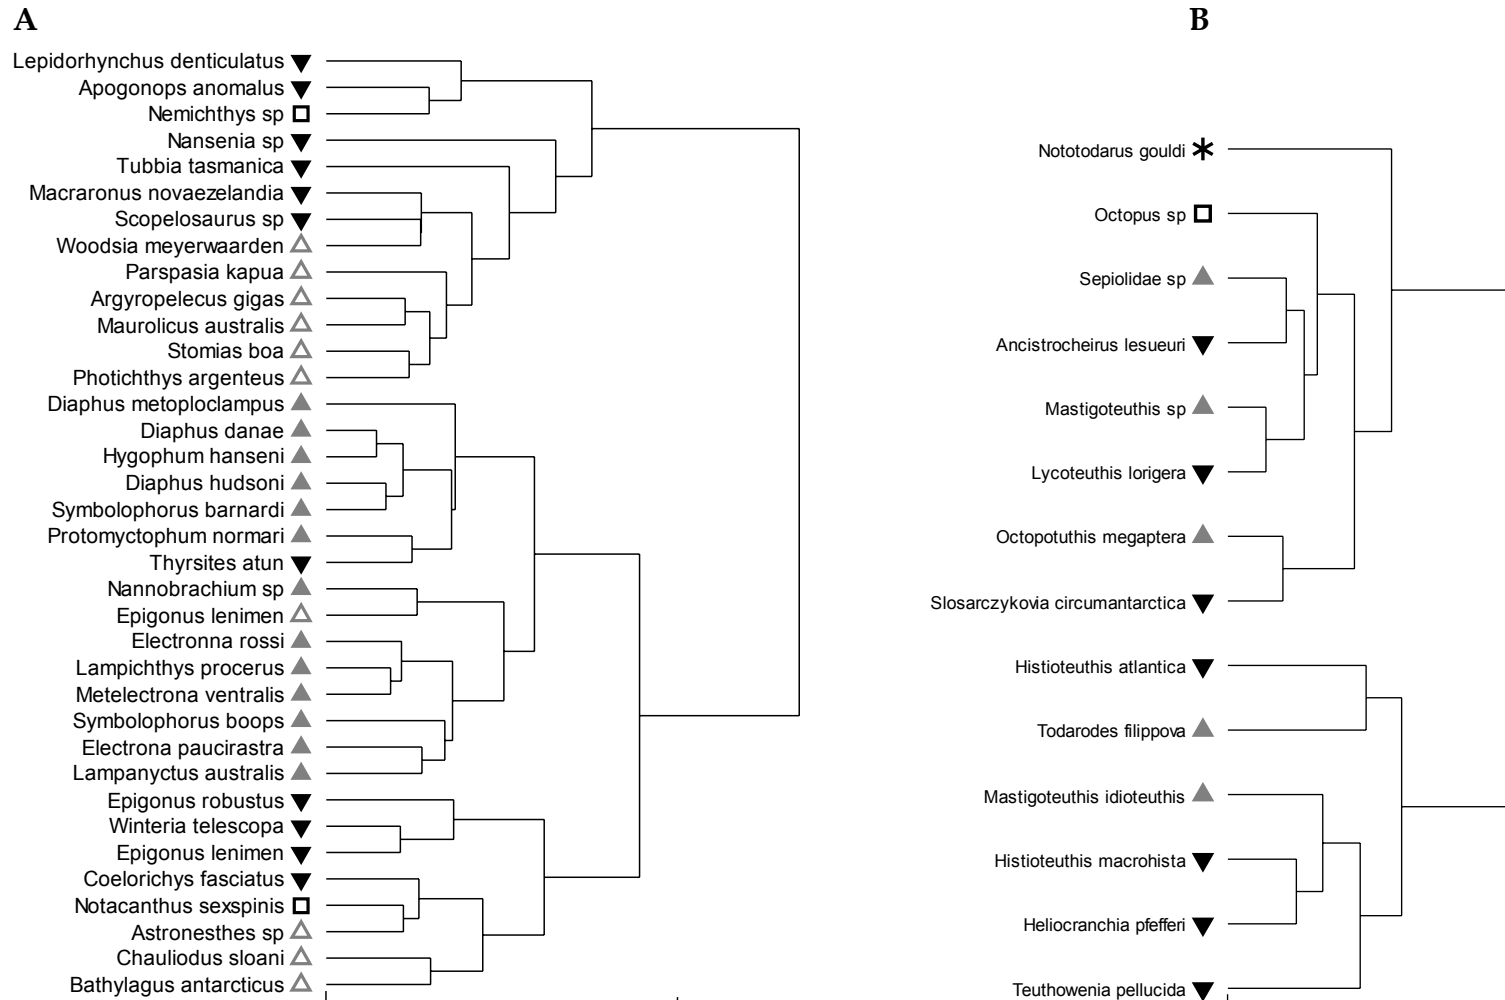 A
Lepidorhynchus denticulatus
Apogonops anomalus
Nemichthys sp
Nansenia sp
Tubbia tasmanica
Macraronus novaezelandia
Scopelosaurus sp
Woodsia meyerwaarden
Parspasia kapua
Argyropelecus gigas
Maurolicus australis
Stomias boa
Photichthys argenteus
Diaphus metoploclampus
Diaphus danae
Hygophum hanseni
Diaphus hudsoni
Symbolophorus barnardi
Protomyctophum normari
Thyrsites atun
Nannobrachium sp
Epigonus lenimen
Electronna rossi
Lampichthys procerus
Metelectrona ventralis
Symbolophorus boops
Electrona paucirastra
Lampanyctus australis
Epigonus robustus
Winteria telescopa
Epigonus lenimen
Coelorichys fasciatus
Notacanthus sexspinis
Astronesthes sp
Chauliodus sloani
Bathylagus antarcticus
B
Nototodarus gouldi
Octopus sp
Sepiolidae sp
Ancistrocheirus lesueuri
Mastigoteuthis sp
Lycoteuthis lorigera
Octopotuthis megaptera
Slosarczykovia circumantarctica
Histioteuthis atlantica
Todarodes filippova
Mastigoteuthis idioteuthis
Histioteuthis macrohista
Heliocranchia pfefferi
Teuthowenia pellucida